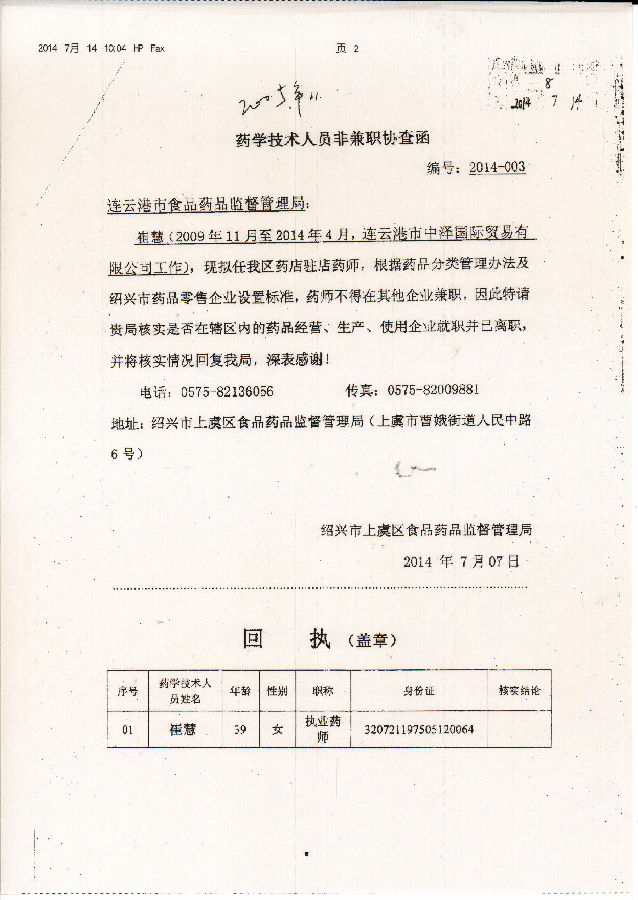 2014 7月 14 10:04 HP Fax 页 2
8
2014 7 14
药学技术人员非兼职协查函
编号：2014-003
连云港市食品药品监督管理局：
崔慧（2009年11月至2014年4月，连云港市中泽国际贸易有
限公司工作），现拟任我区药店驻店药师，根据药品分类管理办法及
绍兴市药品零售企业设置标准，药师不得在其他企业兼职，因此特请
贵局核实是否在辖区内的药品经营、生产、使用企业就职并已离职，
并将核实情况回复我局，深表感谢！
电话：0575-82136056 传真：0575-82009881
地址：绍兴市上虞区食品药品监督管理局（上虞市曹娥街道人民中路
6号）
绍兴市上虞区食品药品监督管理局
2014 年 7 月 07 日
回 执（盖章）
序号 药学技术人员姓名 年龄 性别 职称 身份证 核实结论
01 崔慧 39 女 执业药师 320721197505120064